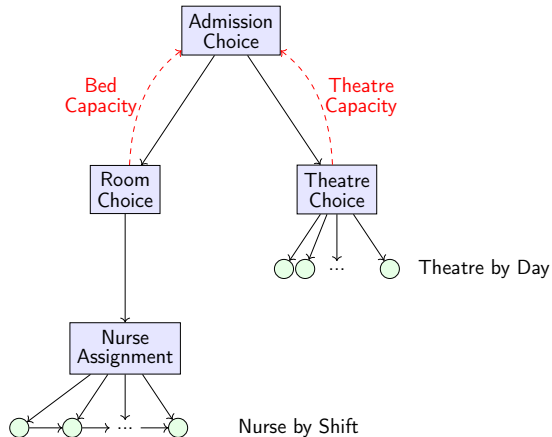 Admission
Choice
Bed
Capacity
Theatre
Capacity
Room
Choice
Theatre
Choice
...
Theatre by Day
Nurse
Assignment
...
Nurse by Shift